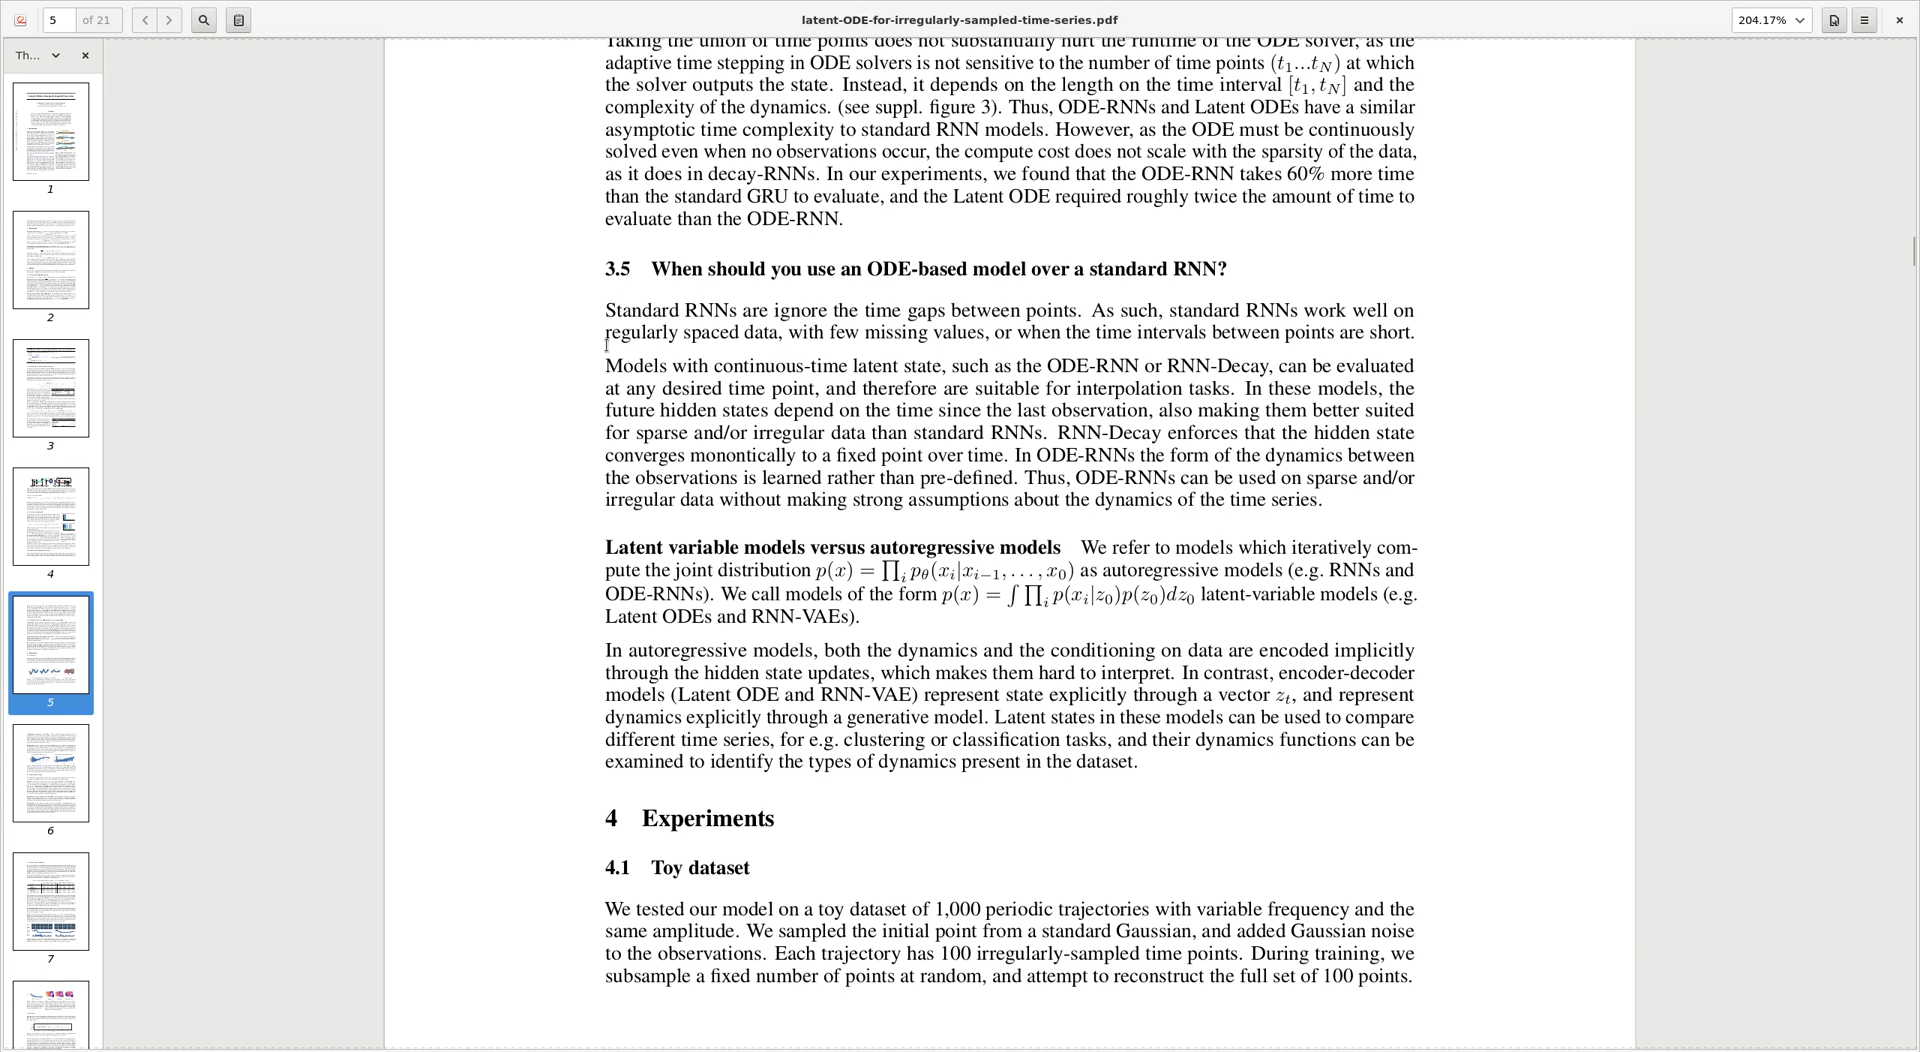 5 of 21
latent-ODE-for-irregularly-sampled-time-series.pdf
204.17%
Th...
1
2
3
4
5
6
7
Taking the union of time points does not substantially hurt the runtime of the ODE solver, as the
adaptive time stepping in ODE solvers is not sensitive to the number of time points (t₁...t_N) at which
the solver outputs the state. Instead, it depends on the length on the time interval [t₁, t_N] and the
complexity of the dynamics. (see suppl. figure 3). Thus, ODE-RNNs and Latent ODEs have a similar
asymptotic time complexity to standard RNN models. However, as the ODE must be continuously
solved even when no observations occur, the compute cost does not scale with the sparsity of the data,
as it does in decay-RNNs. In our experiments, we found that the ODE-RNN takes 60% more time
than the standard GRU to evaluate, and the Latent ODE required roughly twice the amount of time to
evaluate than the ODE-RNN.
3.5 When should you use an ODE-based model over a standard RNN?
Standard RNNs are ignore the time gaps between points. As such, standard RNNs work well on
regularly spaced data, with few missing values, or when the time intervals between points are short.
Models with continuous-time latent state, such as the ODE-RNN or RNN-Decay, can be evaluated
at any desired time point, and therefore are suitable for interpolation tasks. In these models, the
future hidden states depend on the time since the last observation, also making them better suited
for sparse and/or irregular data than standard RNNs. RNN-Decay enforces that the hidden state
converges monontically to a fixed point over time. In ODE-RNNs the form of the dynamics between
the observations is learned rather than pre-defined. Thus, ODE-RNNs can be used on sparse and/or
irregular data without making strong assumptions about the dynamics of the time series.
Latent variable models versus autoregressive models We refer to models which iteratively com-
pute the joint distribution p(x) = ∏ᵢ p_θ(xᵢ|xᵢ₋₁, . . . , x₀) as autoregressive models (e.g. RNNs and
ODE-RNNs). We call models of the form p(x) = ∫ ∏ᵢ p(xᵢ|z₀)p(z₀)dz₀ latent-variable models (e.g.
Latent ODEs and RNN-VAEs).
In autoregressive models, both the dynamics and the conditioning on data are encoded implicitly
through the hidden state updates, which makes them hard to interpret. In contrast, encoder-decoder
models (Latent ODE and RNN-VAE) represent state explicitly through a vector z_t, and represent
dynamics explicitly through a generative model. Latent states in these models can be used to compare
different time series, for e.g. clustering or classification tasks, and their dynamics functions can be
examined to identify the types of dynamics present in the dataset.
4 Experiments
4.1 Toy dataset
We tested our model on a toy dataset of 1,000 periodic trajectories with variable frequency and the
same amplitude. We sampled the initial point from a standard Gaussian, and added Gaussian noise
to the observations. Each trajectory has 100 irregularly-sampled time points. During training, we
subsample a fixed number of points at random, and attempt to reconstruct the full set of 100 points.